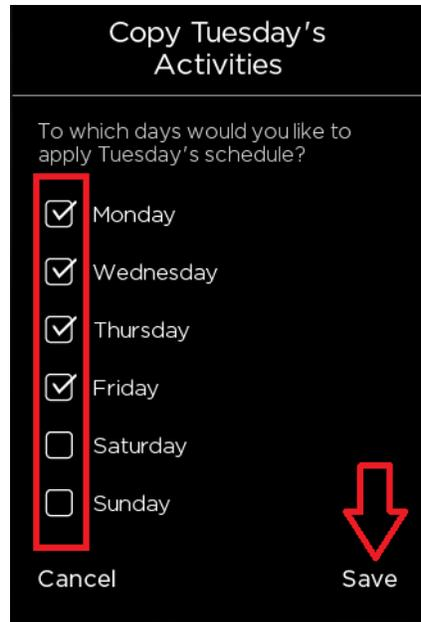 Copy Tuesday's
Activities
To which days would you like to
apply Tuesday's schedule?
Monday
Wednesday
Thursday
Friday
Saturday
Sunday
Cancel Save